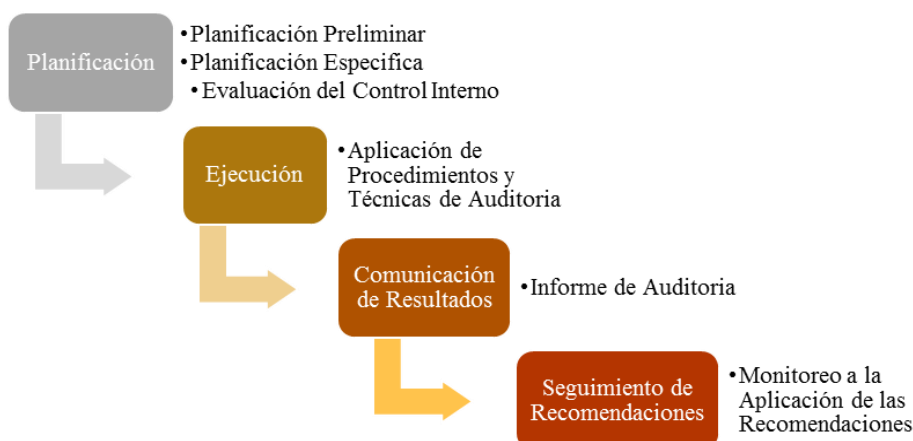 Planificación
•Planificación Preliminar
•Planificación Especifica
•Evaluación del Control Interno
Ejecución
•Aplicación de
Procedimientos y
Técnicas de Auditoria
Comunicación
de Resultados
•Informe de Auditoria
Seguimiento de
Recomendaciones
•Monitoreo a la
Aplicación de las
Recomendaciones